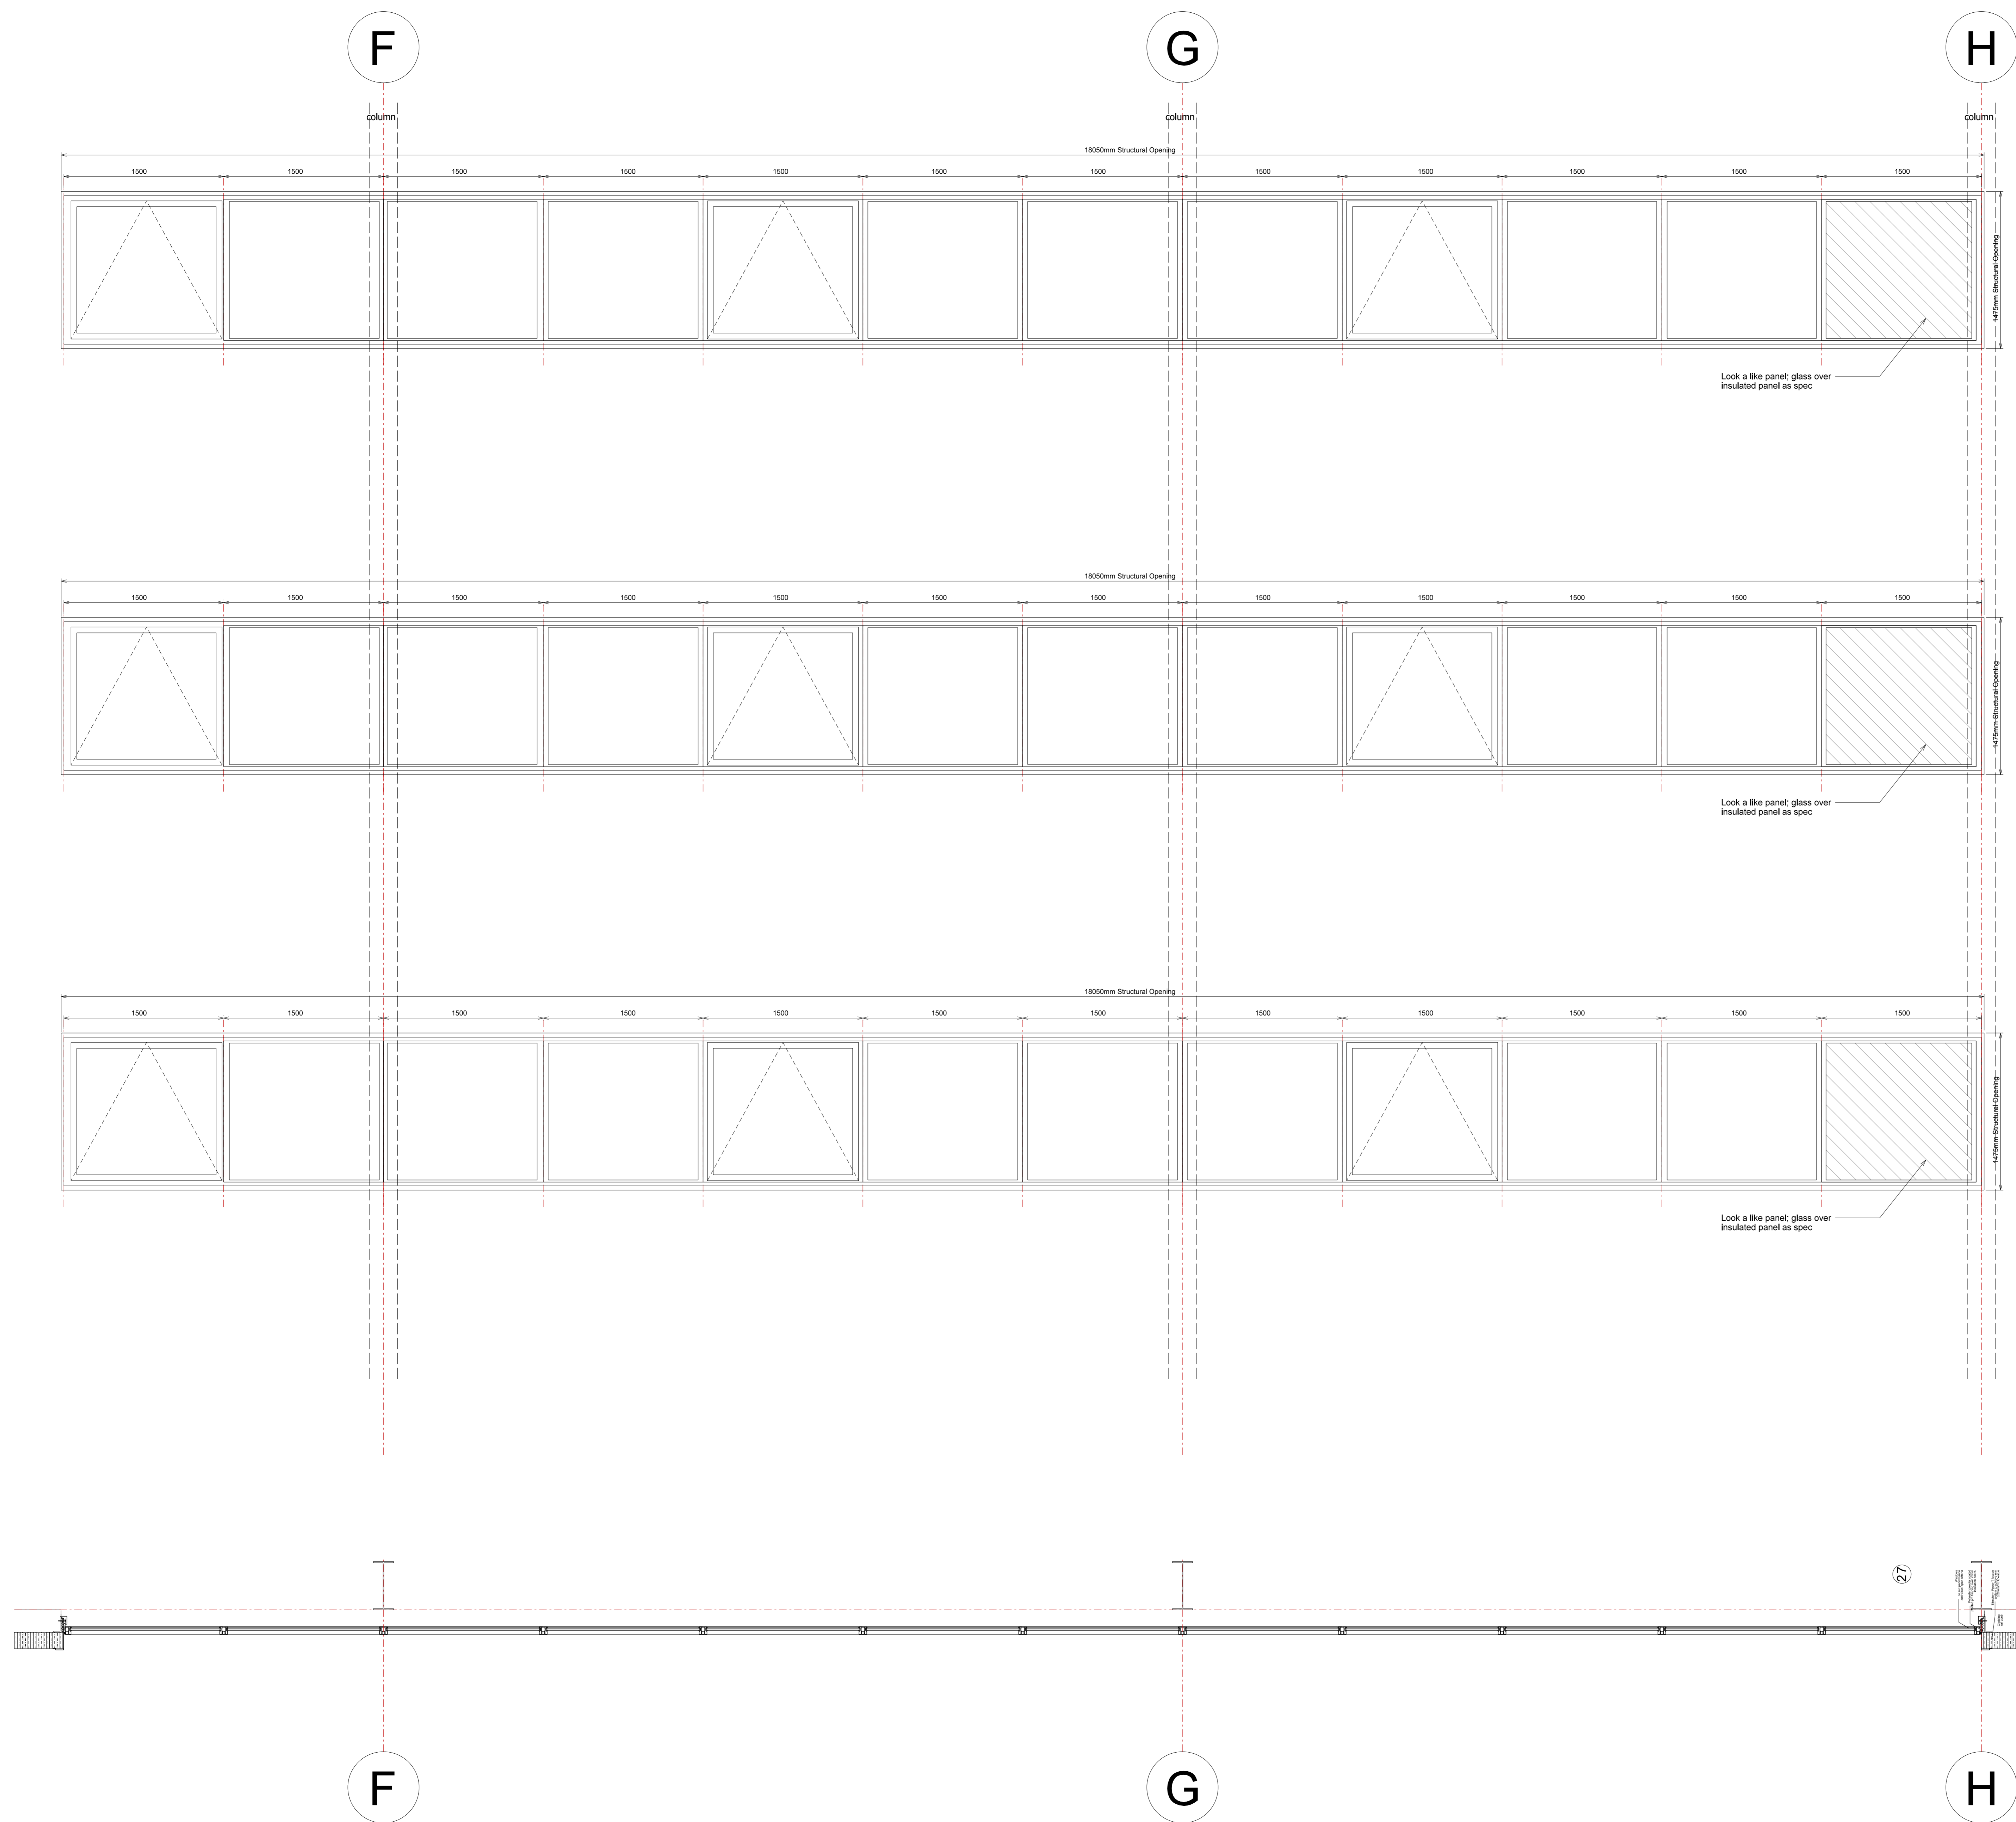 F G H
column column column
18050mm Structural Opening
1500 1500 1500 1500 1500 1500 1500 1500 1500 1500 1500 1500
1475mm Structural Opening
Look a like panel; glass over
insulated panel as spec
18050mm Structural Opening
1500 1500 1500 1500 1500 1500 1500 1500 1500 1500 1500 1500
1475mm Structural Opening
Look a like panel; glass over
insulated panel as spec
18050mm Structural Opening
1500 1500 1500 1500 1500 1500 1500 1500 1500 1500 1500 1500
1475mm Structural Opening
Look a like panel; glass over
insulated panel as spec
27
F G H